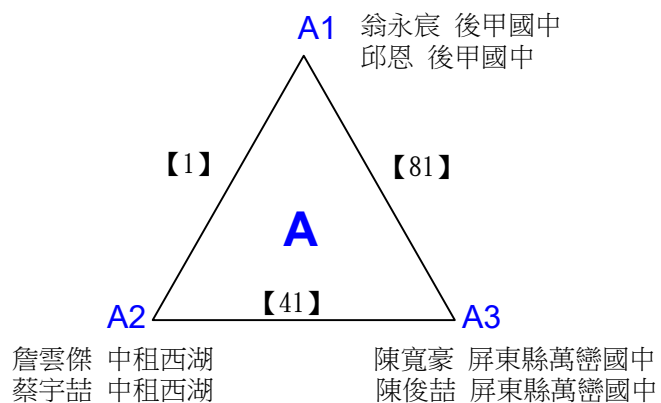 A1
翁永宸 後甲國中
邱恩 後甲國中
【1】
【81】
A
【41】
A2
A3
詹雲傑 中租西湖
蔡宇喆 中租西湖
陳寬豪 屏東縣萬巒國中
陳俊喆 屏東縣萬巒國中